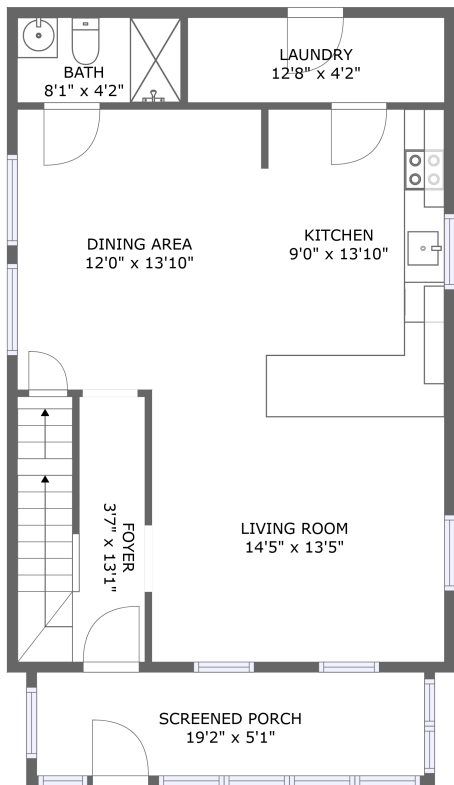 LAUNDRY
12'8" x 4'2"
BATH
8'1" x 4'2"
DINING AREA
12'0" x 13'10"
KITCHEN
9'0" x 13'10"
FOYER
3'7" x 13'1"
LIVING ROOM
14'5" x 13'5"
SCREENED PORCH
19'2" x 5'1"